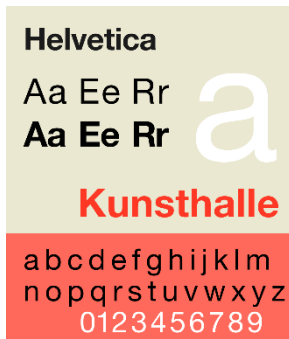 Helvetica
Aa Ee Rr
Aa Ee Rr
a
Kunsthalle
abcdefghijklm
nopqrstuvwxyz
0123456789